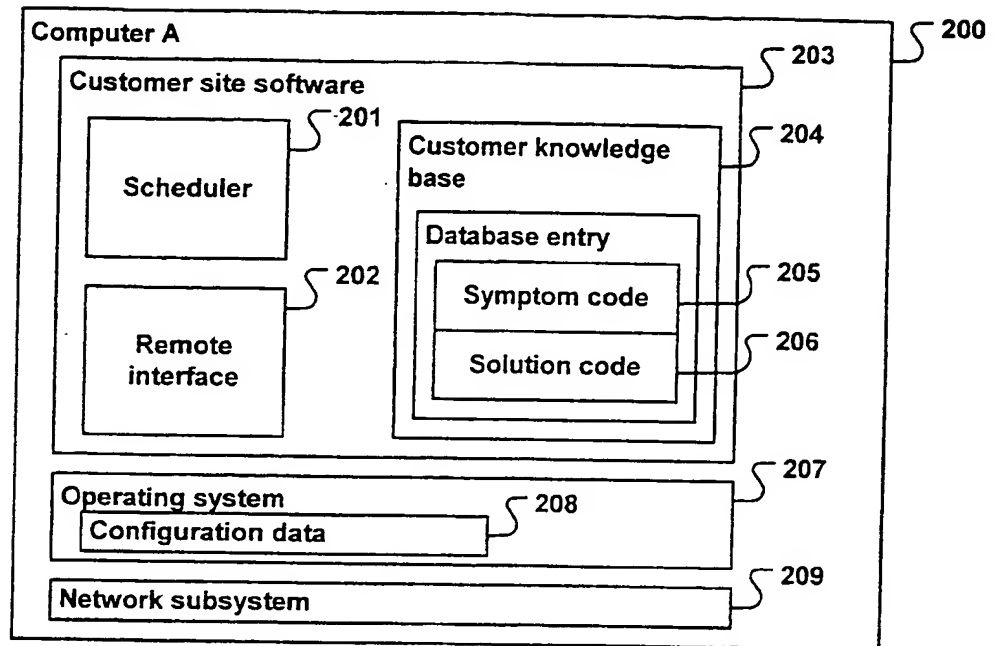 Computer A
200
Customer site software
203
201
Scheduler
Customer knowledge
base
204
Database entry
Symptom code
205
Solution code
206
202
Remote
interface
Operating system
207
Configuration data
208
Network subsystem
209